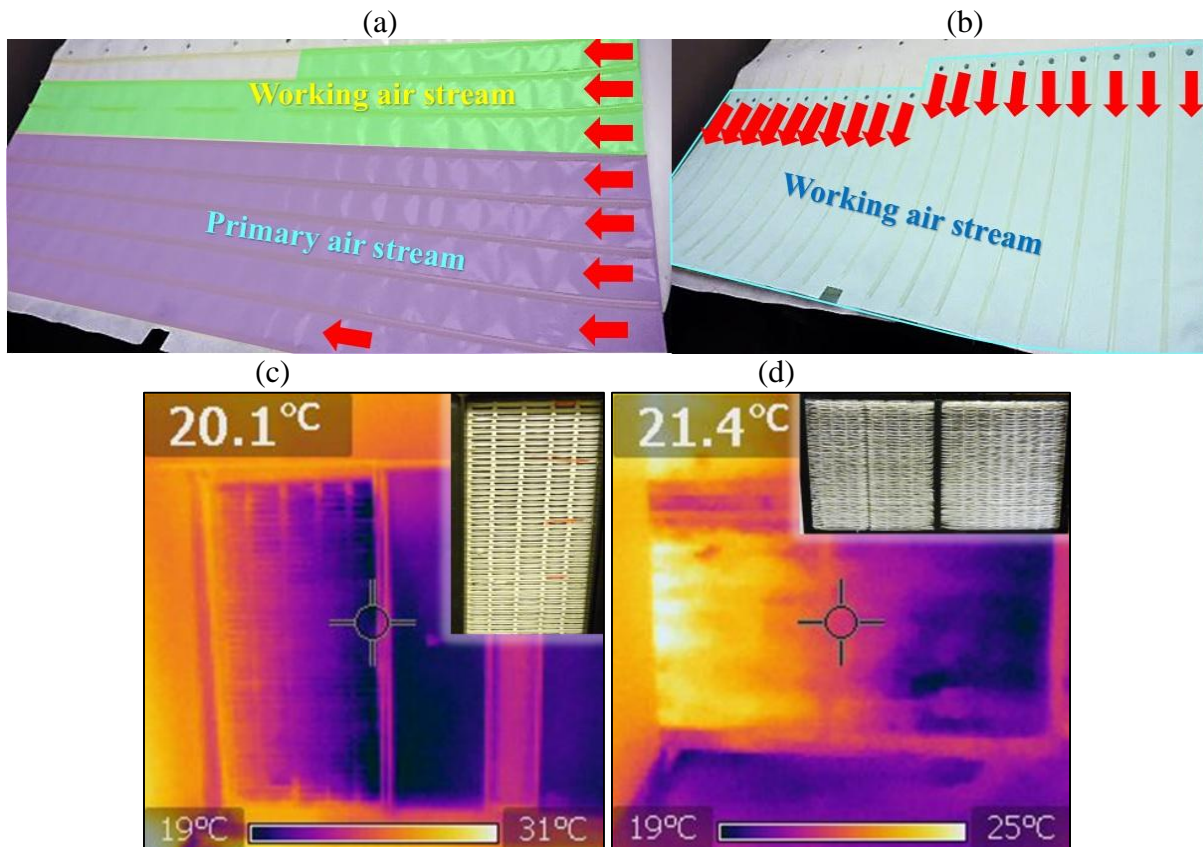 (a)
(b)
Working air stream
Primary air stream
Working air stream
(c)
(d)
20.1°C
21.4°C
19°C
31°C
19°C
25°C